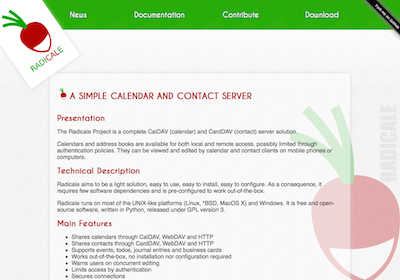 News Documentation Contribute Download
RADICALE
RADICALE
A SIMPLE CALENDAR AND CONTACT SERVER
Presentation
The Radicale Project is a complete CalDAV (calendar) and CardDAV (contact) server solution.
Calendars and address books are available for both local and remote access, possibly limited through
authentication policies. They can be viewed and edited by calendar and contact clients on mobile phones or
computers.
Technical Description
Radicale aims to be a light solution, easy to use, easy to install, easy to configure. As a consequence, it
requires few software dependencies and is pre-configured to work out-of-the-box.
Radicale runs on most of the UNIX-like platforms (Linux, *BSD, MacOS X) and Windows. It is free and open-
source software, written in Python, released under GPL version 3.
Main Features
Shares calendars through CalDAV, WebDAV and HTTP
Shares contacts through CardDAV, WebDAV and HTTP
Supports events, todos, journal entries and business cards
Works out-of-the-box, no installation nor configuration required
Warns users on concurrent editing
Limits access by authentication
Secures connections